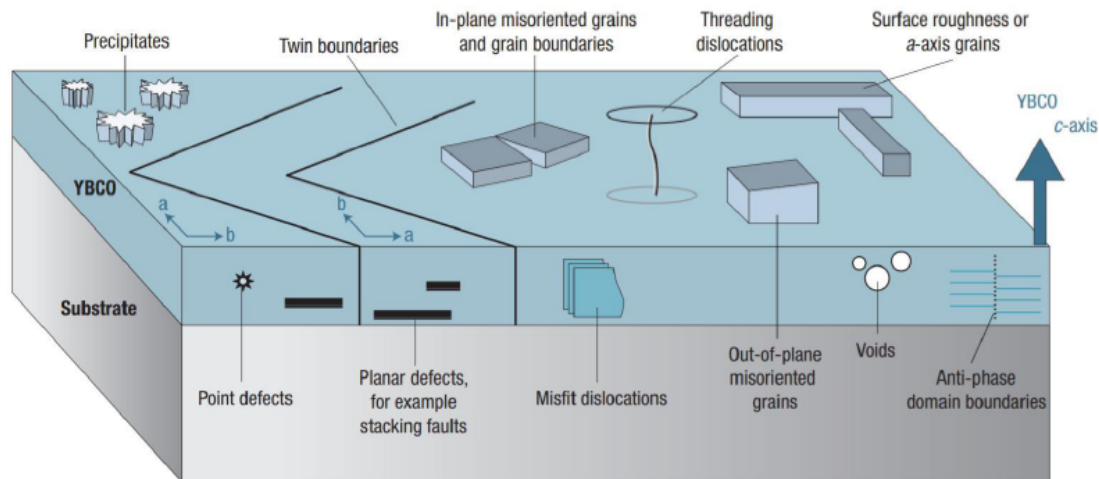 Precipitates
Twin boundaries
In-plane misoriented grains
and grain boundaries
Threading
dislocations
Surface roughness or
a-axis grains
YBCO
c-axis
YBCO
a
b
b
a
Substrate
Point defects
Planar defects,
for example
stacking faults
Misfit dislocations
Out-of-plane
misoriented
grains
Voids
Anti-phase
domain boundaries